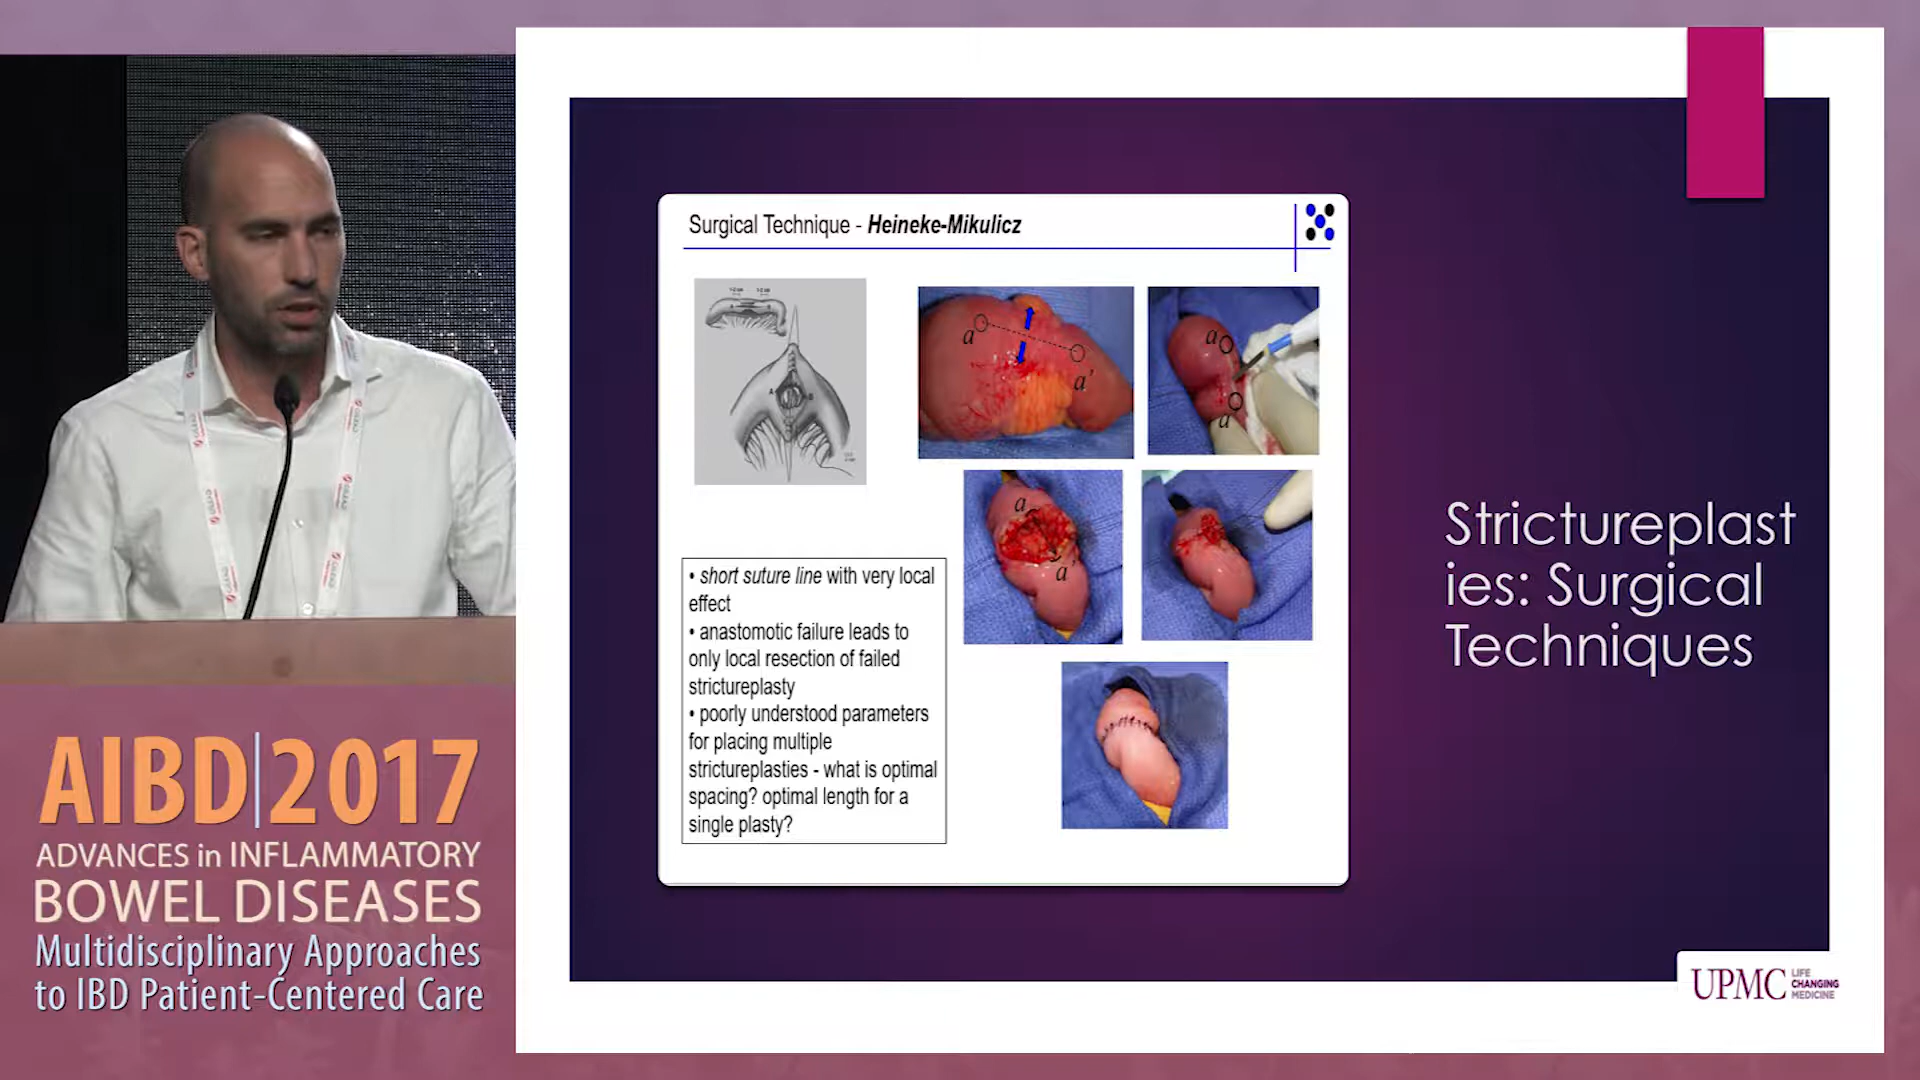 Surgical Technique - Heineke-Mikulicz
a
a'
a
a
a
a'
• short suture line with very local
effect
• anastomotic failure leads to
only local resection of failed
strictureplasty
• poorly understood parameters
for placing multiple
strictureplasties - what is optimal
spacing? optimal length for a
single plasty?
Strictureplast
ies: Surgical
Techniques
AIBD|2017
ADVANCES in INFLAMMATORY
BOWEL DISEASES
Multidisciplinary Approaches
to IBD Patient-Centered Care
UPMC
LIFE
CHANGING
MEDICINE